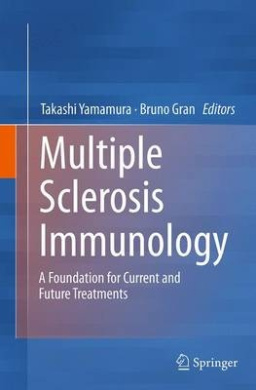 Takashi Yamamura · Bruno Gran Editors
Multiple
Sclerosis
Immunology
A Foundation for Current and
Future Treatments
Springer